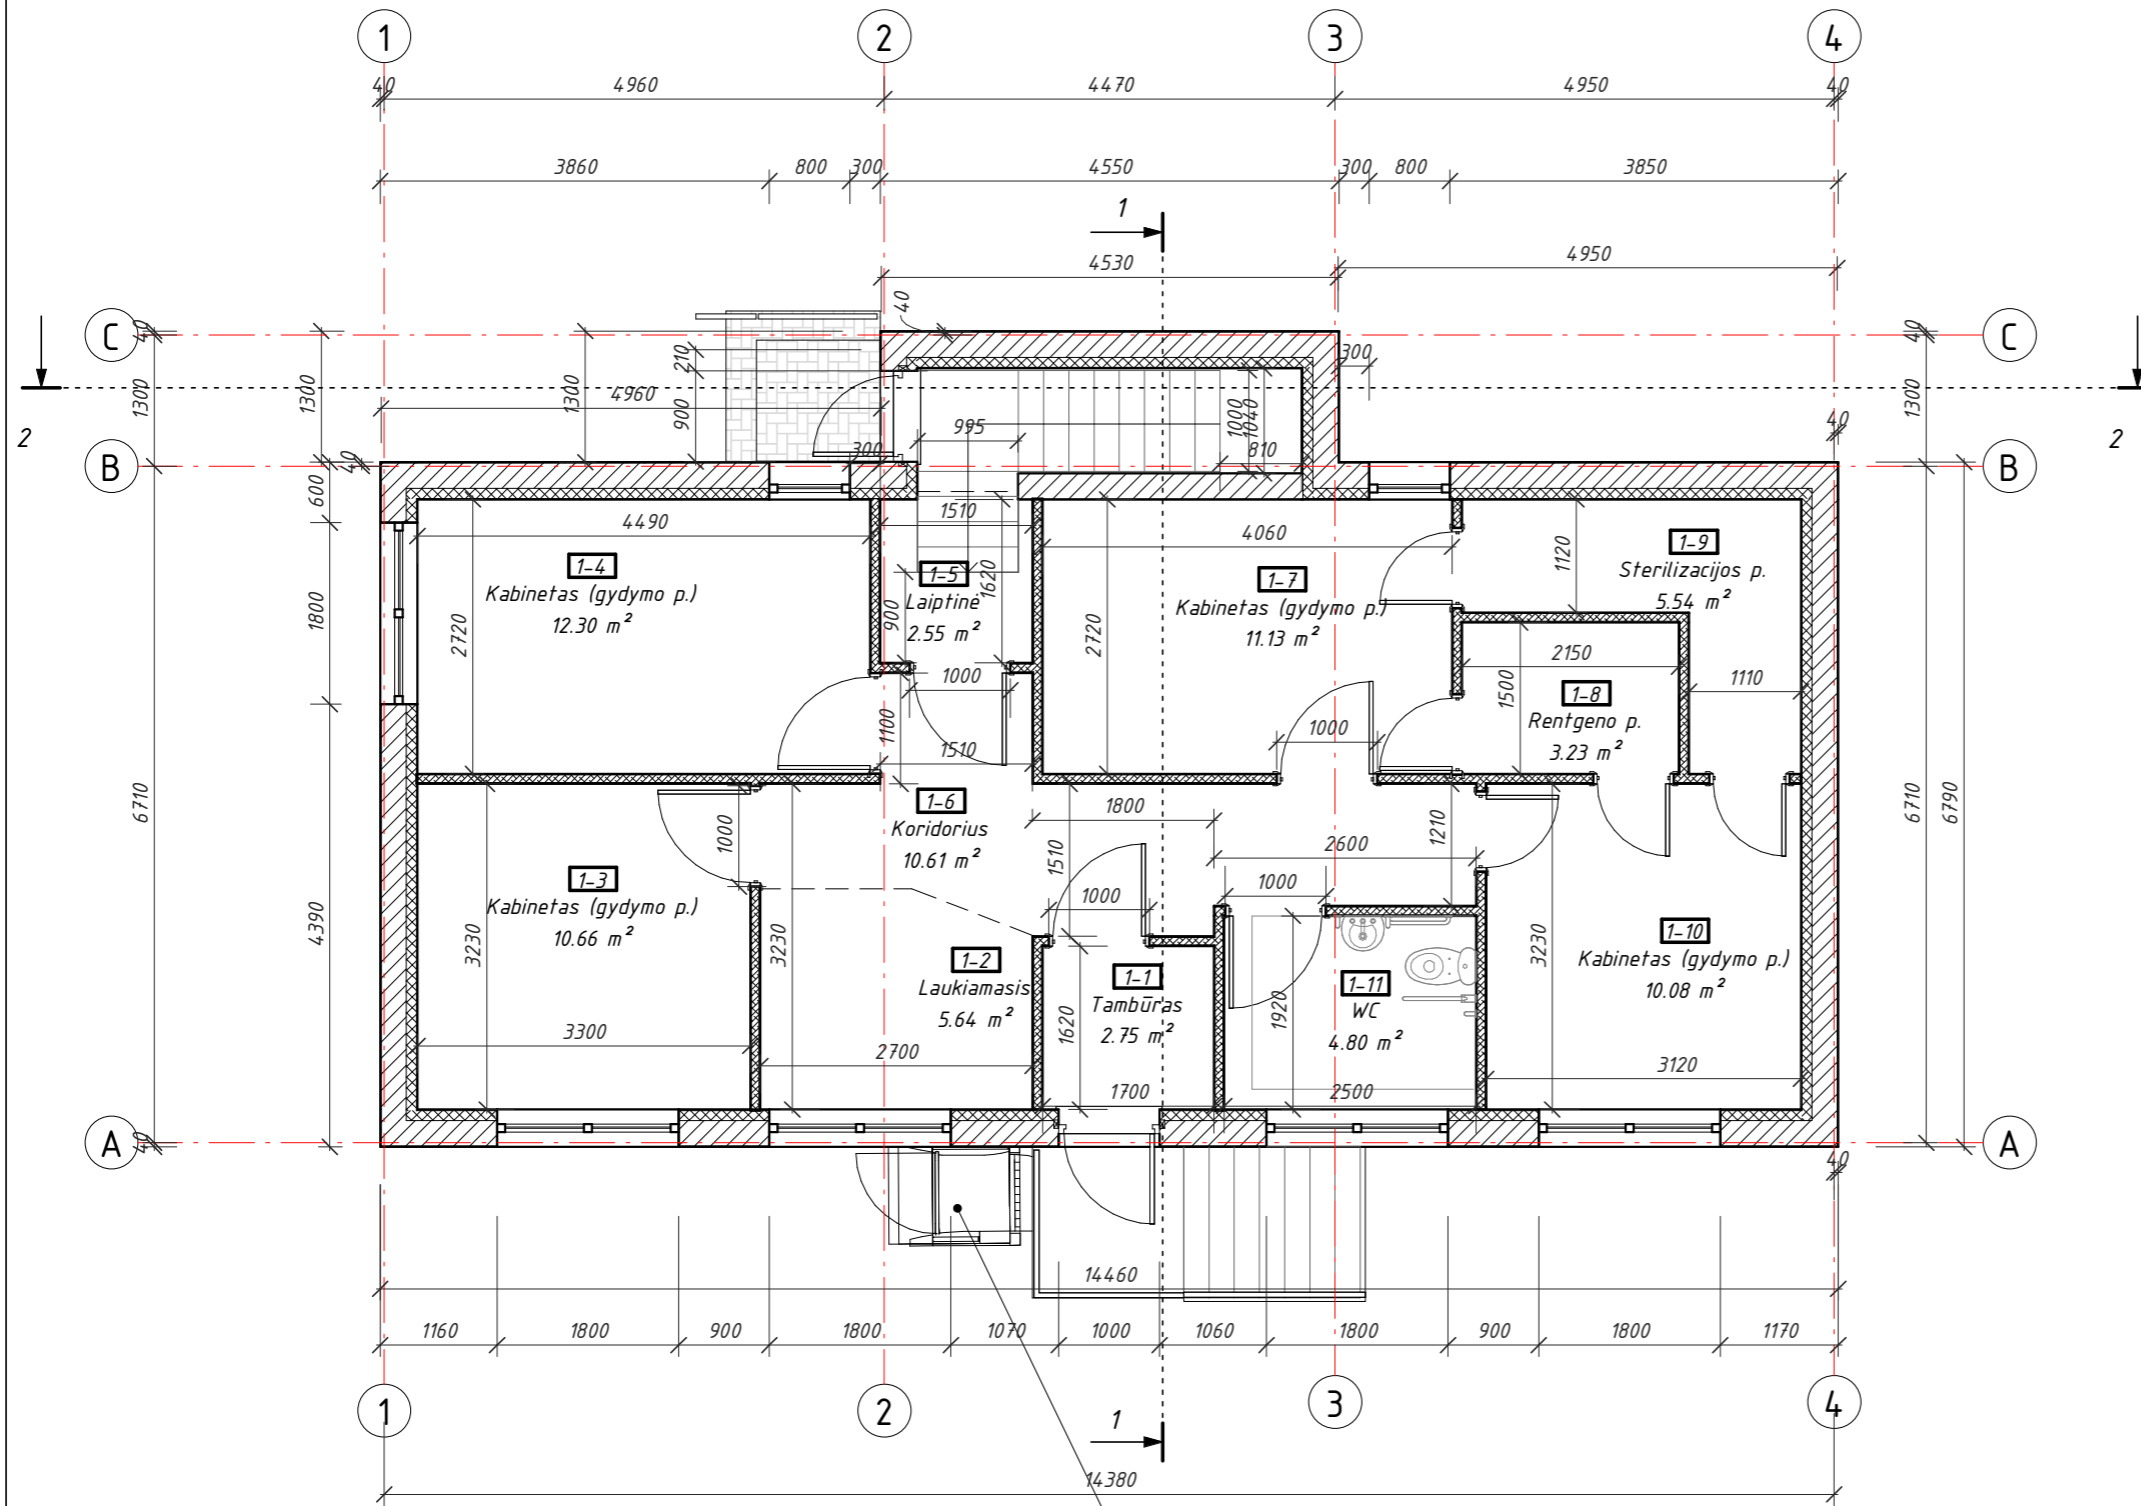 1 2 3 4
40 4960 4470 4950 40
3860 800 300 4550 300 800 3850
1
4530 4950
40
C 40 40 C
300
210
1300 1300 1300 4960 900 1000 1040 1300
2 995 2
300 810 40
B 40 B
600
4490 1510 4060
1120
1-4
Kabinetas (gydymo p.)
12.30 m²
1-5
Laiptinė
2.55 m²
1620
900
1-7
Kabinetas (gydymo p.)
11.13 m²
1-9
Sterilizacijos p.
5.54 m²
1800 2720 2720
2150
1500
1-8
Rentgeno p.
3.23 m²
1110
1000
1100
1510
1000
6710 6710 6790
1-6
Koridorius
10.61 m²
1800
1510
1210
2600
1000
1000
1000
1-3
Kabinetas (gydymo p.)
10.66 m²
4390 3230 3230 3230
1-2
Laukiamasis
5.64 m²
1-1
Tambūras
2.75 m²
1620
1-11
WC
4.80 m²
1920
1-10
Kabinetas (gydymo p.)
10.08 m²
3300 2700 1700 2500 3120
A 40 A
40
14460
1160 1800 900 1800 1070 1000 1060 1800 900 1800 1170
1 2 3 4
1
14380